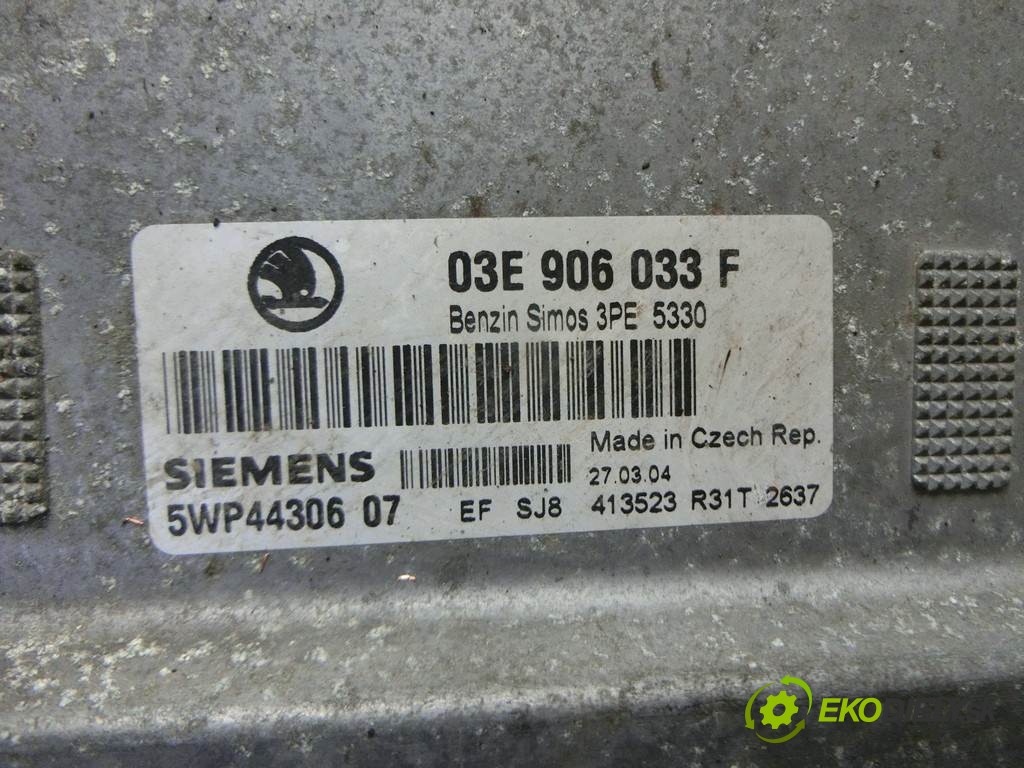 03E 906 033 F
Benzin Simos 3PE 5330
Made in Czech Rep.
SIEMENS
27.03.04
5WP44306 07 EF SJ8 413523 R31T 2637
EKO